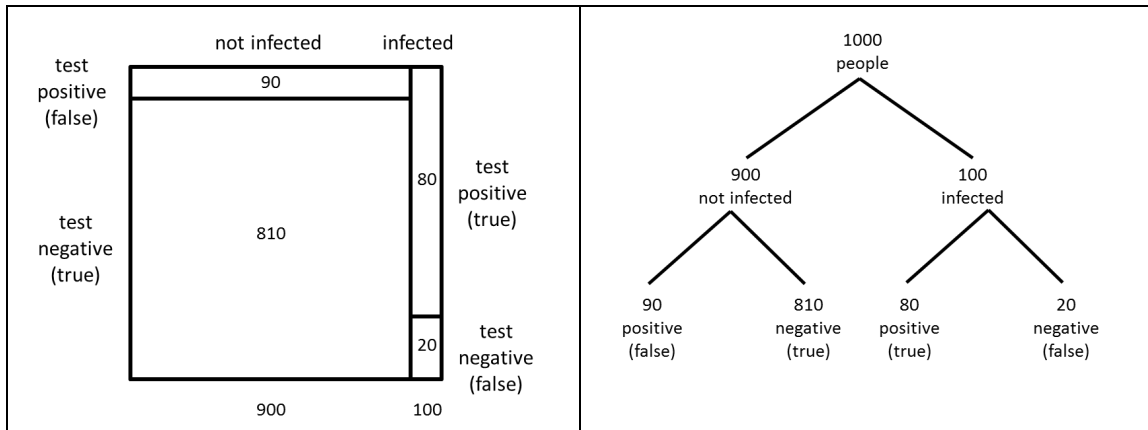 not infected infected
test
positive
(false)
90
80
test
positive
(true)
test
negative
(true)
810
20
test
negative
(false)
900 100
1000
people
900
not infected
100
infected
90
positive
(false)
810
negative
(true)
80
positive
(true)
20
negative
(false)